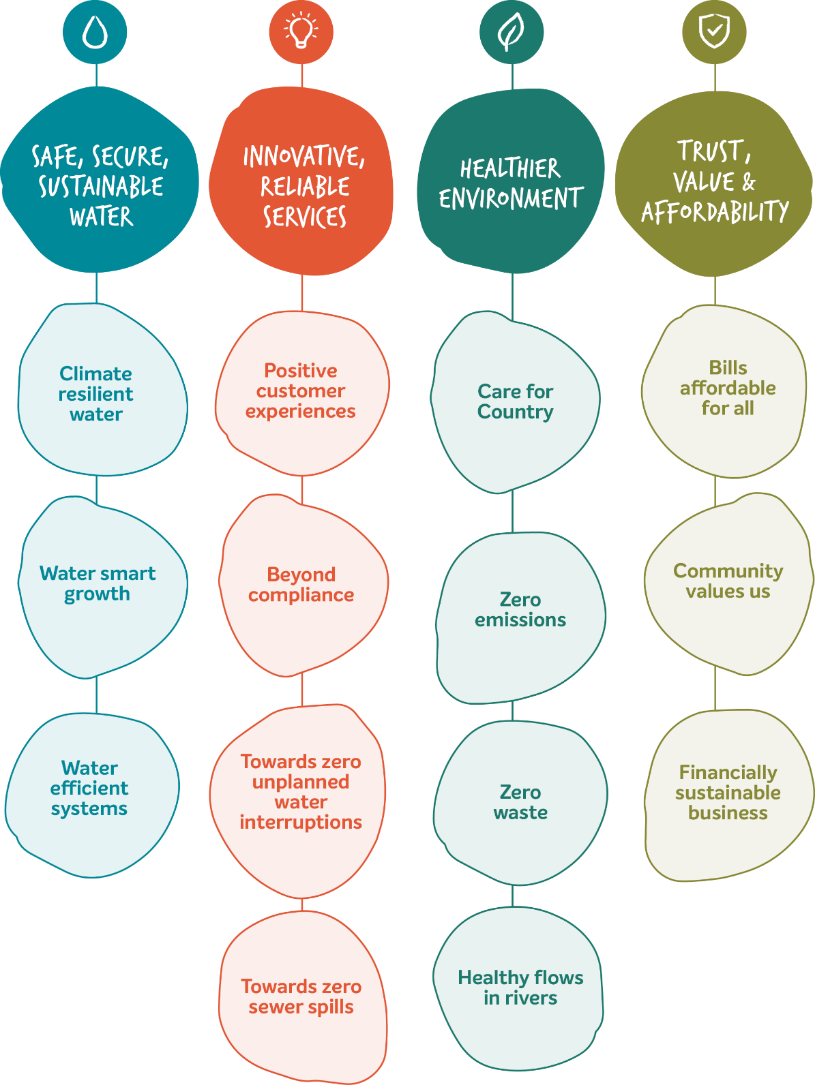 SAFE, SECURE,
SUSTAINABLE
WATER
Climate
resilient
water
Water smart
growth
Water
efficient
systems
INNOVATIVE,
RELIABLE
SERVICES
Positive
customer
experiences
Beyond
compliance
Towards zero
unplanned
water
interruptions
Towards zero
sewer spills
HEALTHIER
ENVIRONMENT
Care for
Country
Zero
emissions
Zero
waste
Healthy flows
in rivers
TRUST,
VALUE &
AFFORDABILITY
Bills
affordable
for all
Community
values us
Financially
sustainable
business